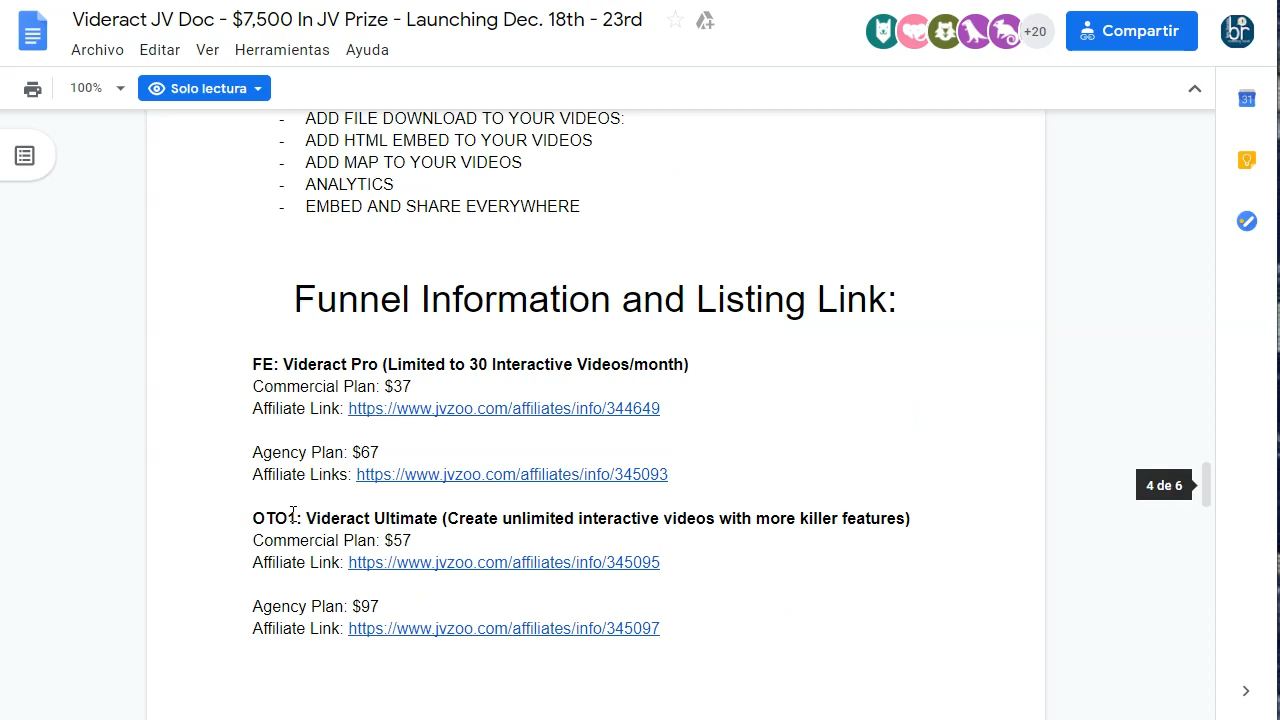 Videract JV Doc - $7,500 In JV Prize - Launching Dec. 18th - 23rd
Archivo Editar Ver Herramientas Ayuda
+20
Compartir
br
100%
Solo lectura
31
- ADD FILE DOWNLOAD TO YOUR VIDEOS:
- ADD HTML EMBED TO YOUR VIDEOS
- ADD MAP TO YOUR VIDEOS
- ANALYTICS
- EMBED AND SHARE EVERYWHERE
Funnel Information and Listing Link:
FE: Videract Pro (Limited to 30 Interactive Videos/month)
Commercial Plan: $37
Affiliate Link: https://www.jvzoo.com/affiliates/info/344649
Agency Plan: $67
Affiliate Links: https://www.jvzoo.com/affiliates/info/345093
4 de 6
OTO1: Videract Ultimate (Create unlimited interactive videos with more killer features)
Commercial Plan: $57
Affiliate Link: https://www.jvzoo.com/affiliates/info/345095
Agency Plan: $97
Affiliate Link: https://www.jvzoo.com/affiliates/info/345097